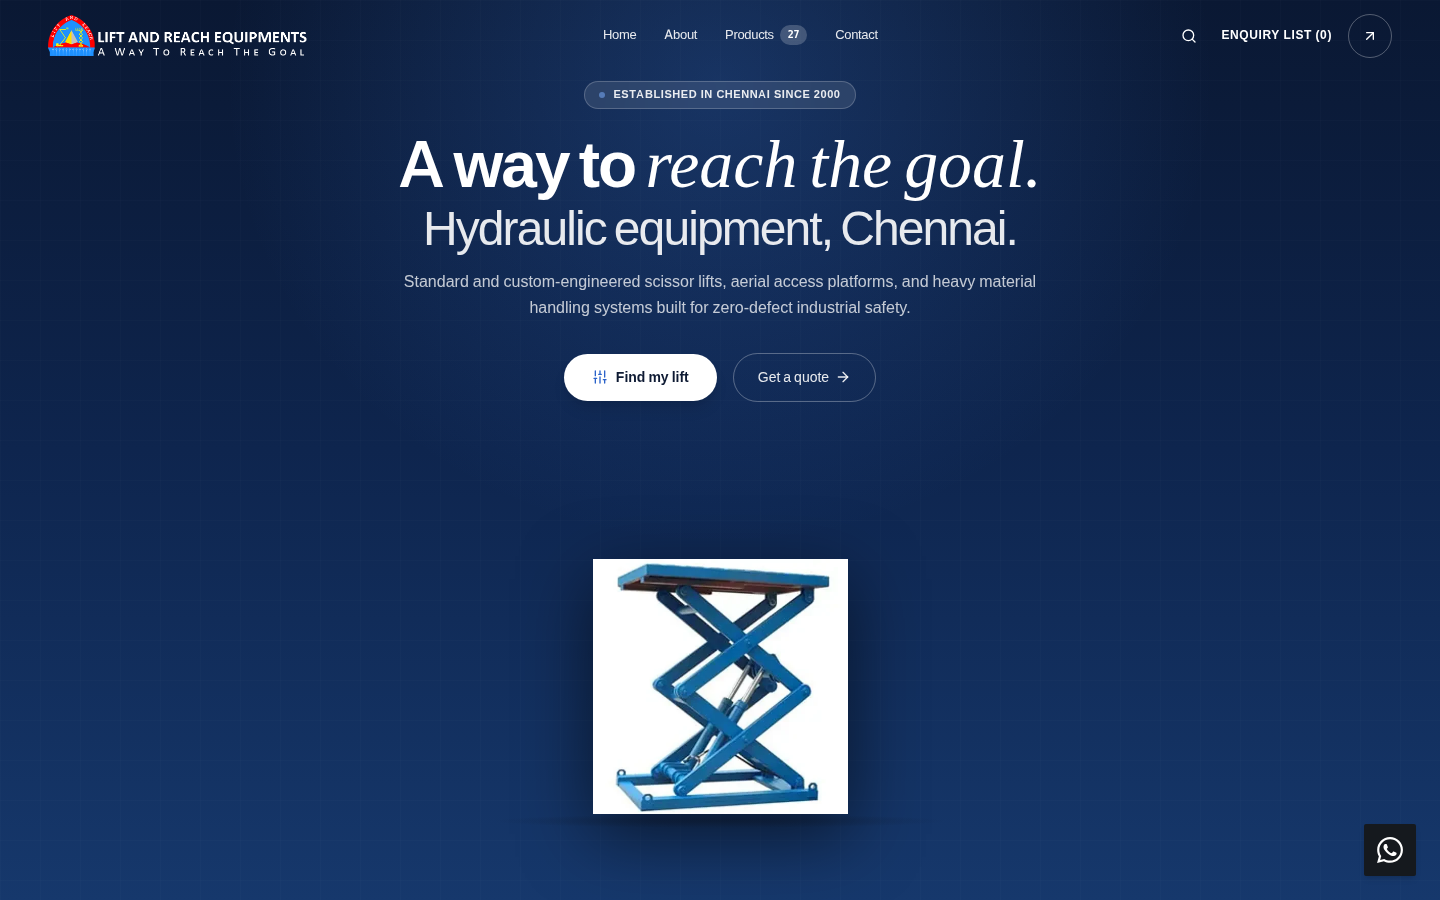 LIFT AND REACH EQUIPMENTS
A WAY TO REACH THE GOAL
Home
About
Products 27
Contact
ENQUIRY LIST (0)
ESTABLISHED IN CHENNAI SINCE 2000
A way to reach the goal.
Hydraulic equipment, Chennai.
Standard and custom-engineered scissor lifts, aerial access platforms, and heavy material
handling systems built for zero-defect industrial safety.
Find my lift
Get a quote